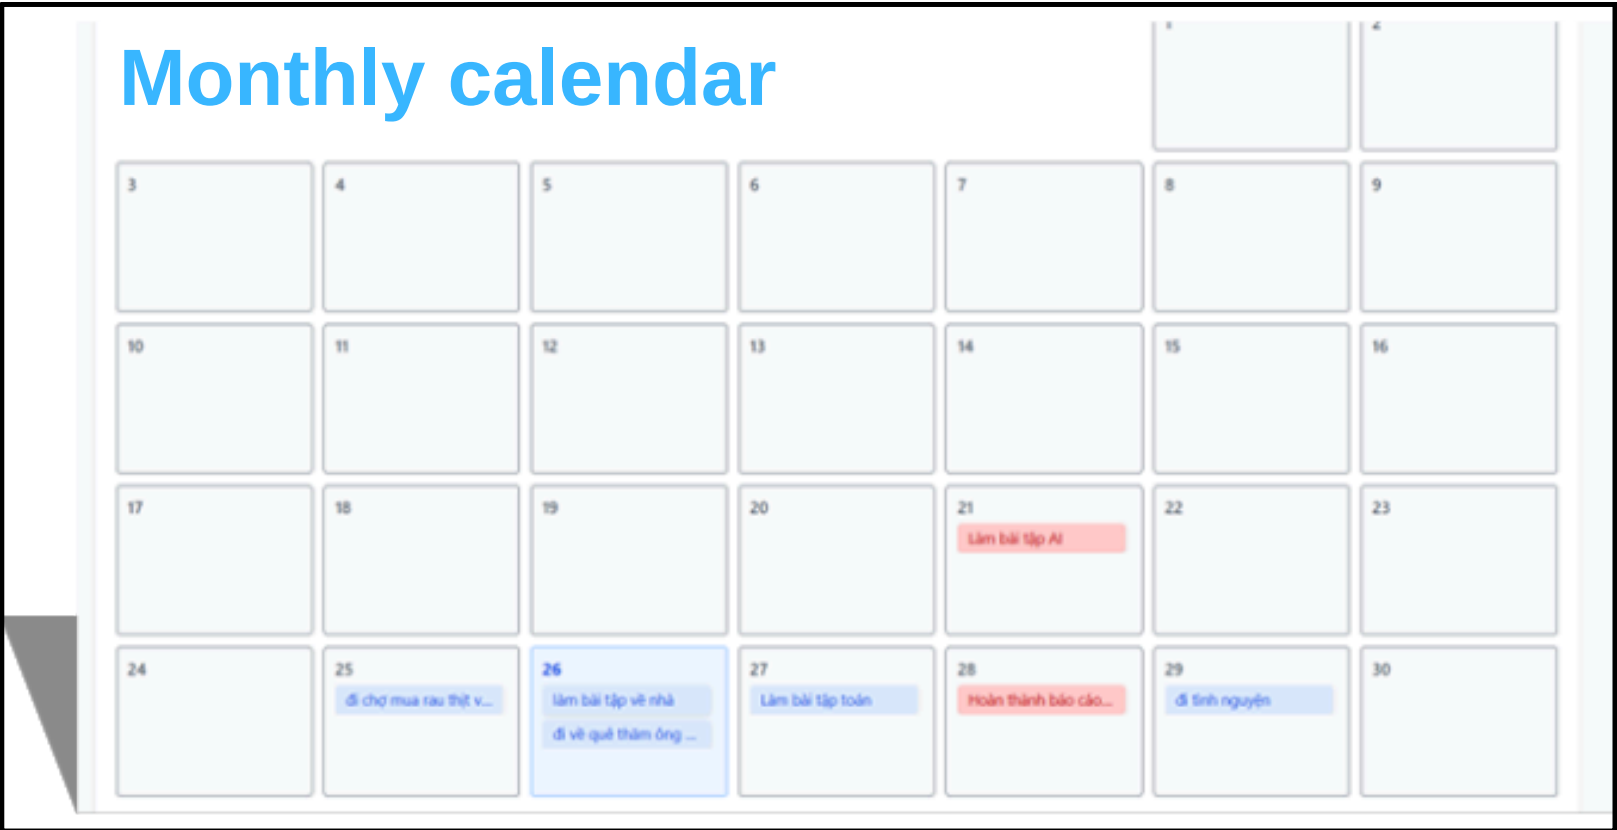 Monthly calendar
1 2
3 4 5 6 7 8 9
10 11 12 13 14 15 16
17 18 19 20 21 22 23
Làm bài tập AI
24 25 26 27 28 29 30
đi chợ mua rau thịt v... làm bài tập về nhà Làm bài tập toán Hoàn thành báo cáo... đi tình nguyện
đi về quê thăm ông ...